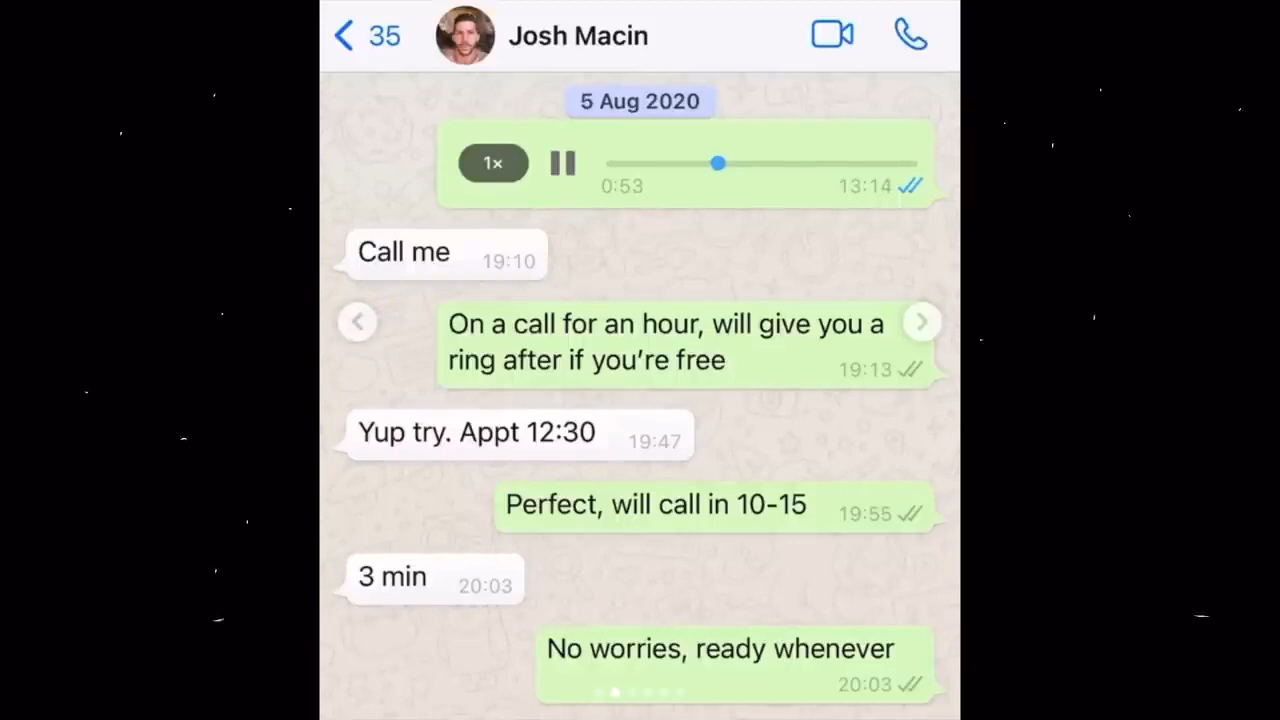 35
Josh Macin
5 Aug 2020
1×
0:53
13:14
Call me
19:10
On a call for an hour, will give you a
ring after if you're free
19:13
Yup try. Appt 12:30
19:47
Perfect, will call in 10-15
19:55
3 min
20:03
No worries, ready whenever
20:03